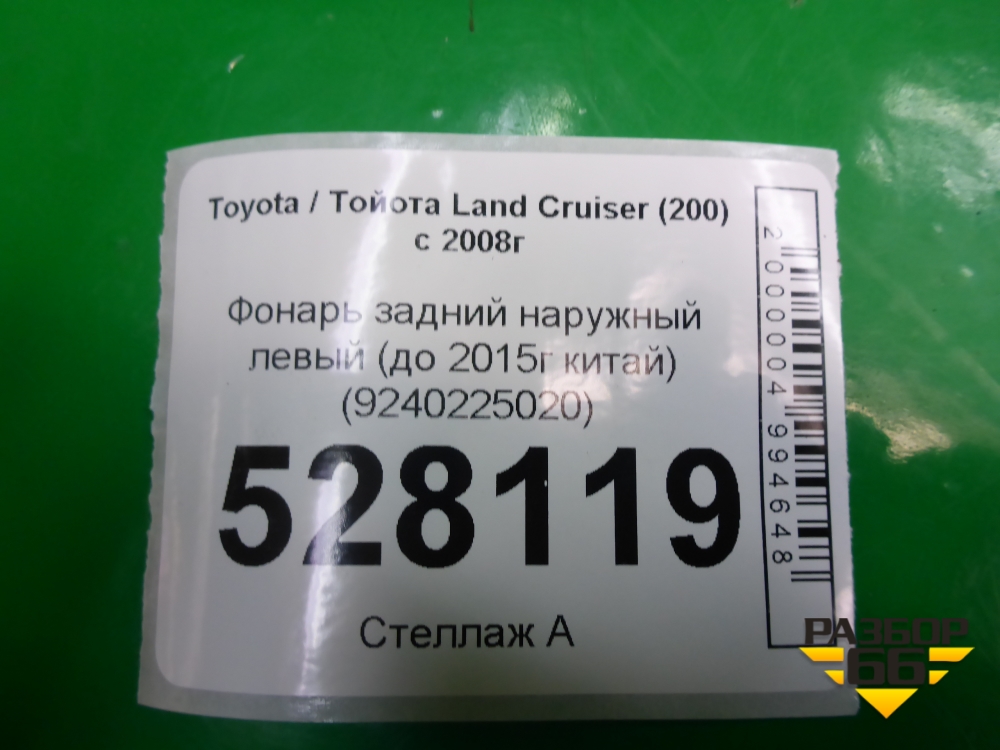 Toyota / Тойота Land Cruiser (200)
с 2008г
Фонарь задний наружный
левый (до 2015г китай)
(9240225020)
528119
Стеллаж А
2000004994648
РАЗБОР
66